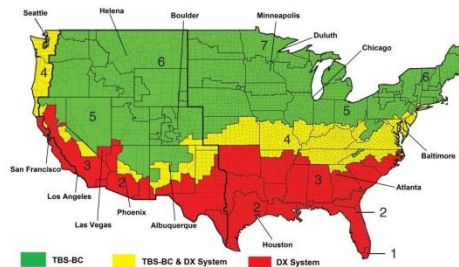 Seattle
Helena
Boulder
Minneapolis
Duluth
Chicago
7
6
6
4
5
5
4
San Francisco
3
2
3
Baltimore
Los Angeles
Atlanta
Las Vegas
Phoenix
Albuquerque
2
2
Houston
1
TBS-BC
TBS-BC & DX System
DX System